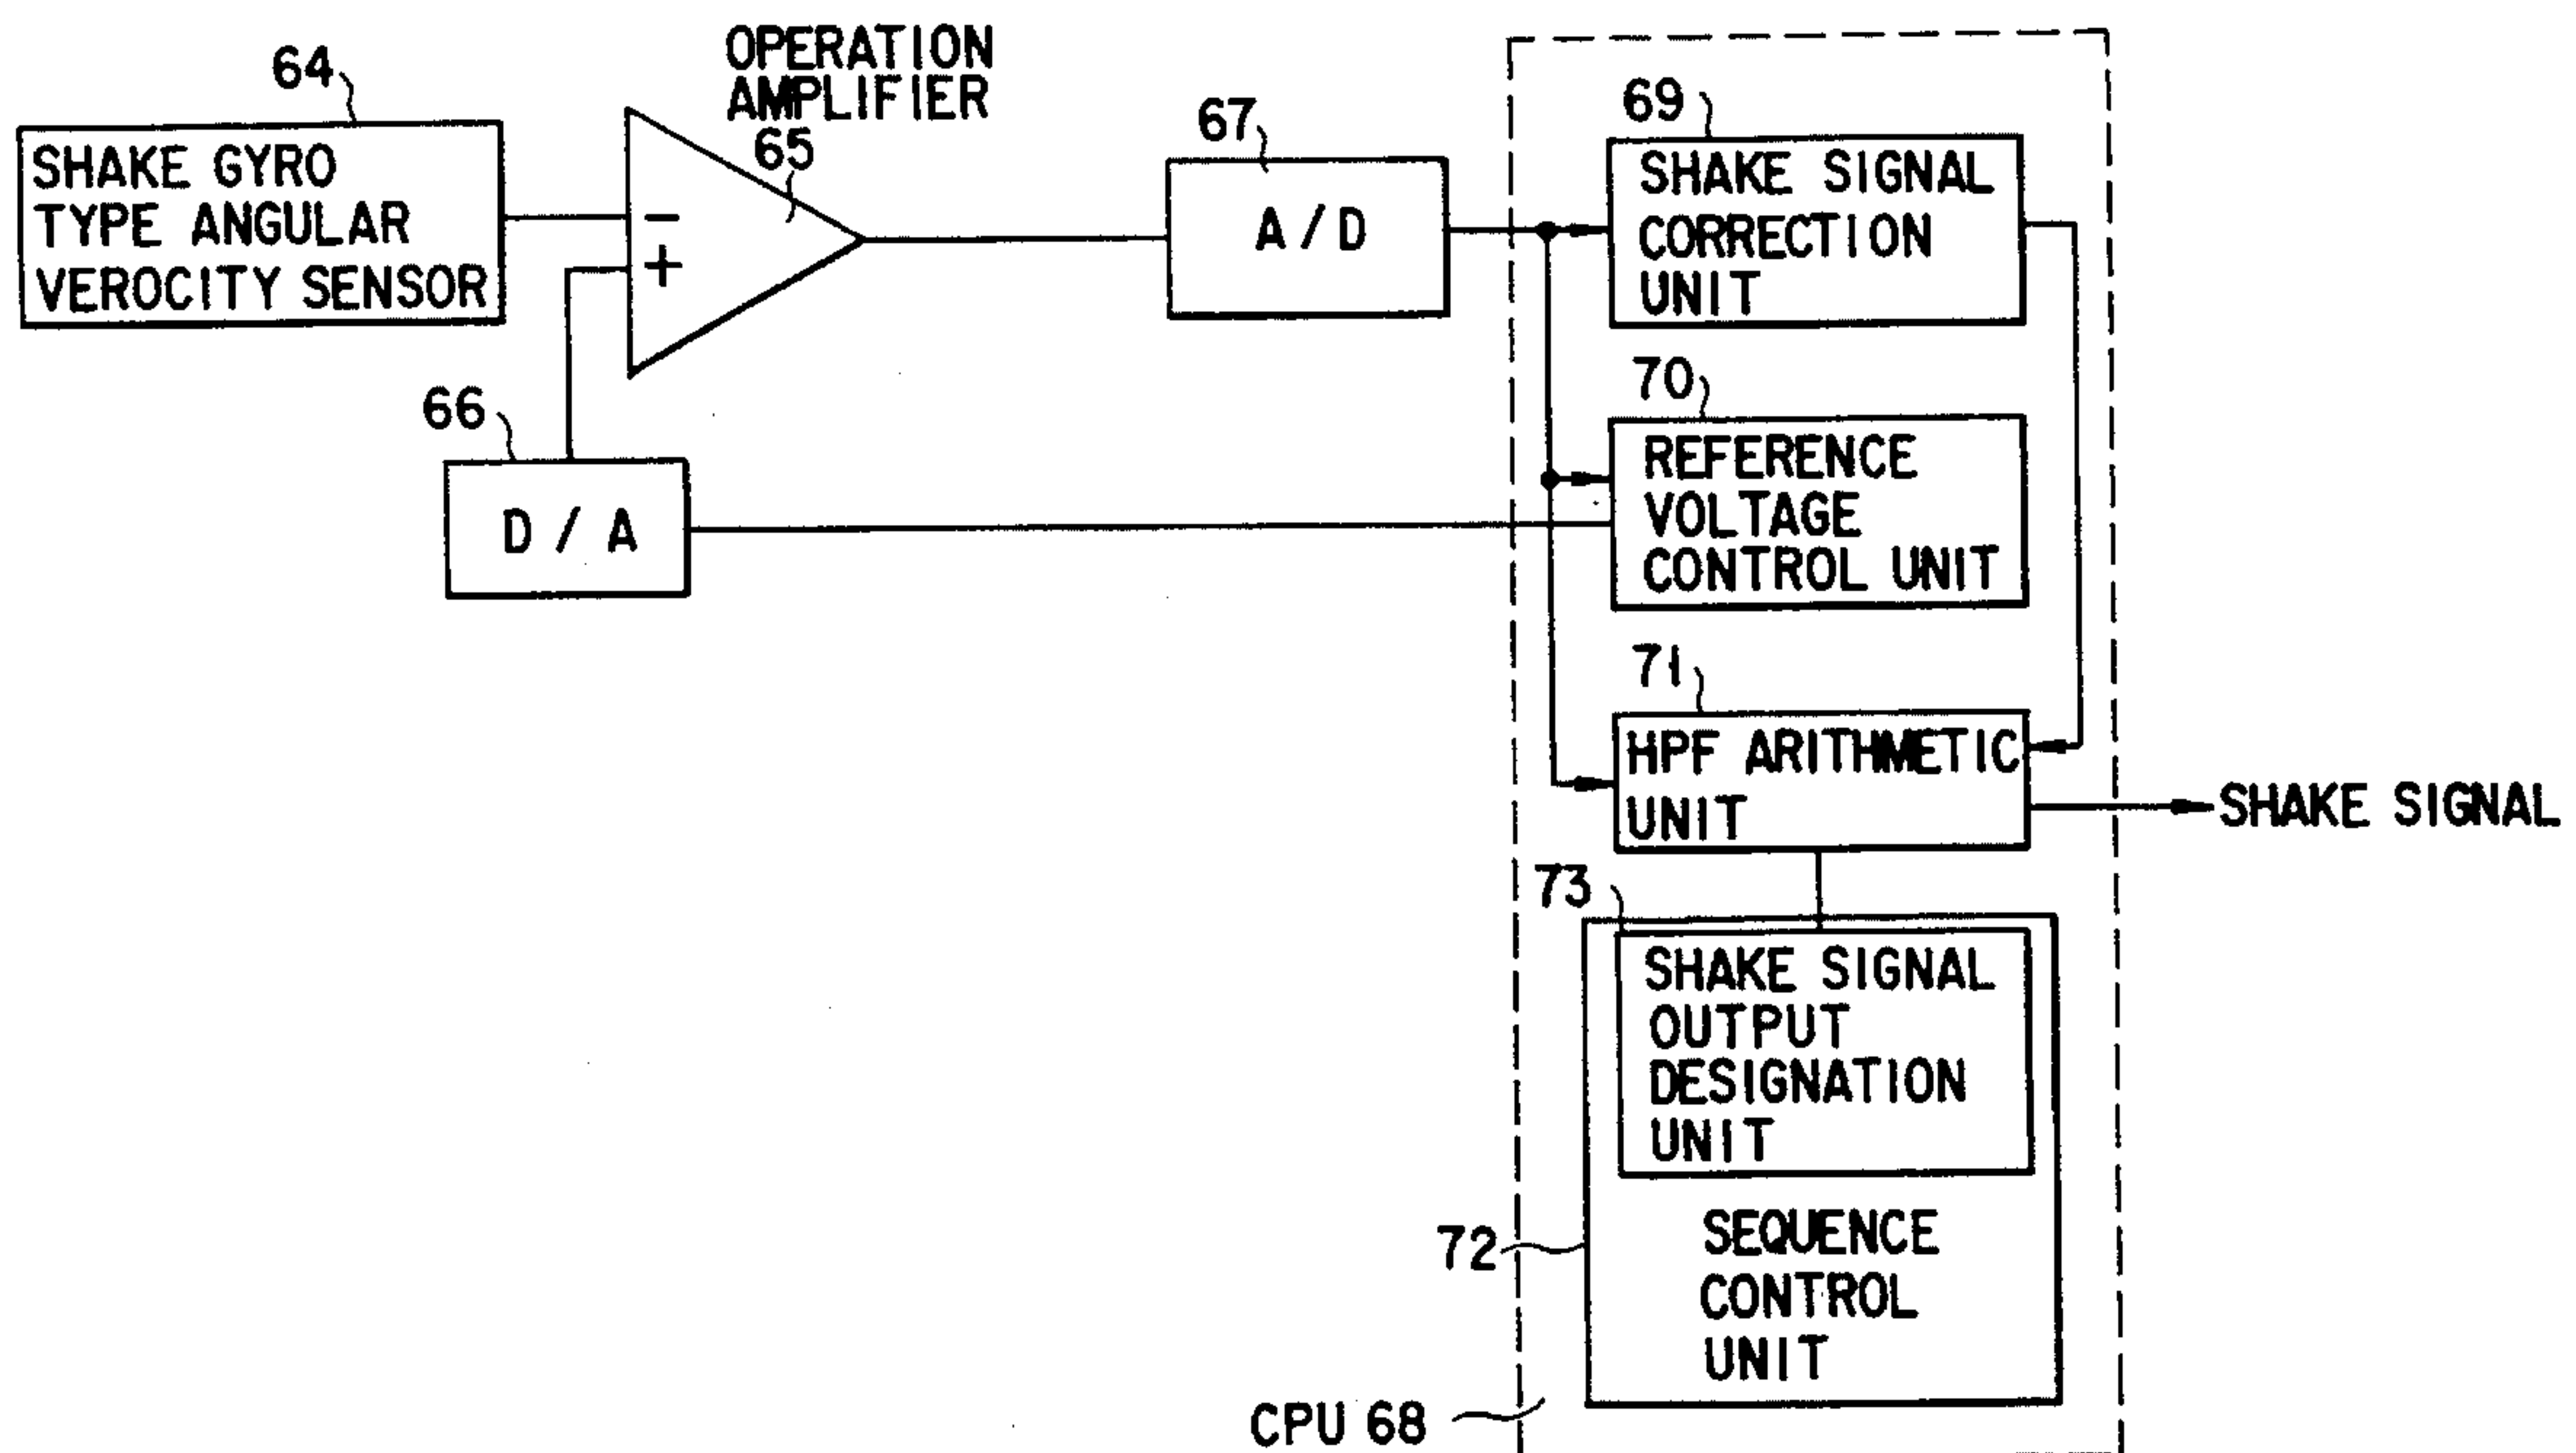 64
SHAKE GYRO
TYPE ANGULAR
VEROCITY SENSOR
OPERATION
AMPLIFIER
65
−
+
66
D / A
67
A / D
69
SHAKE SIGNAL
CORRECTION
UNIT
70
REFERENCE
VOLTAGE
CONTROL UNIT
71
HPF ARITHMETIC
UNIT
SHAKE SIGNAL
73
SHAKE SIGNAL
OUTPUT
DESIGNATION
UNIT
72
SEQUENCE
CONTROL
UNIT
CPU 68